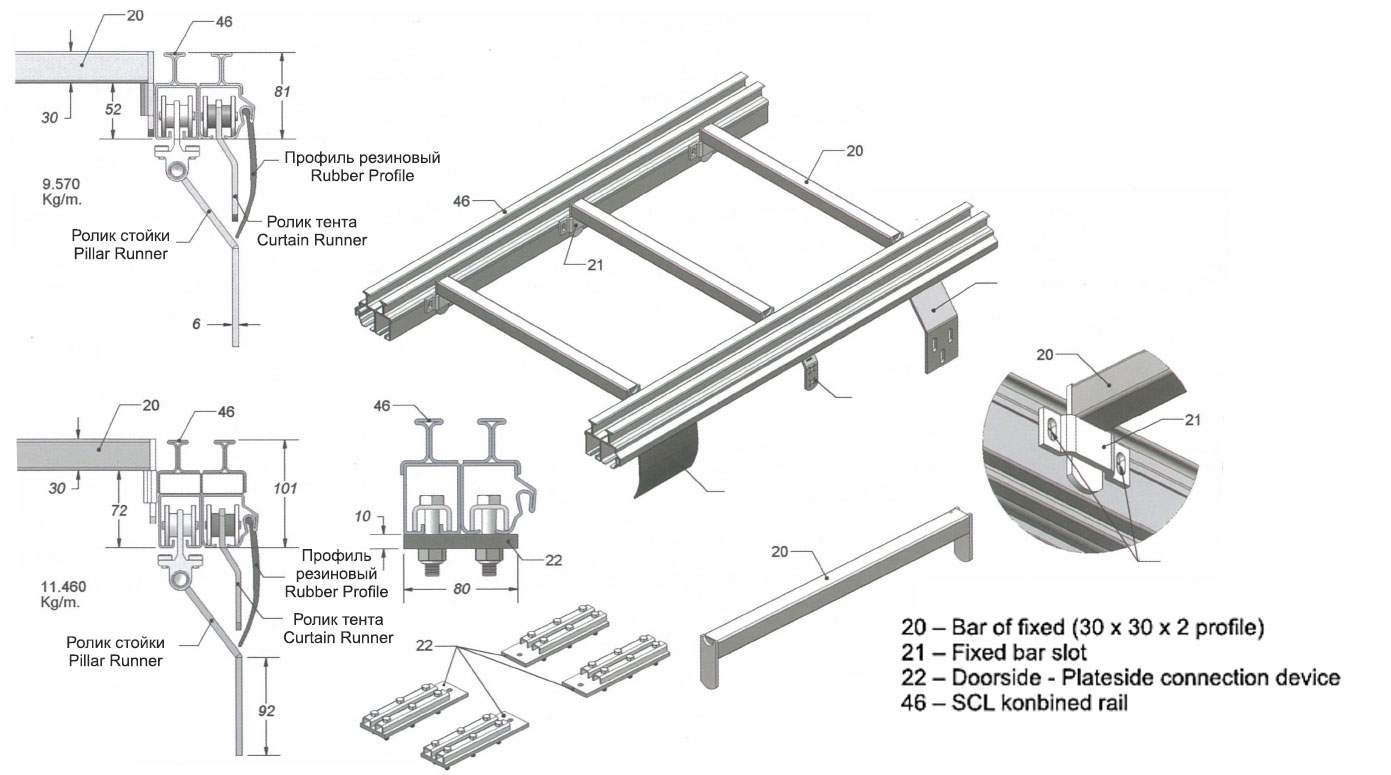 20
46
30
52
81
9.570
Kg/m.
Профиль резиновый
Rubber Profile
Ролик тента
Curtain Runner
Ролик стойки
Pillar Runner
6
46
20
21
20
21
20
46
30
72
101
11.460
Kg/m.
Профиль
резиновый
Rubber Profile
Ролик тента
Curtain Runner
Ролик стойки
Pillar Runner
92
46
10
22
80
22
20
20 – Bar of fixed (30 x 30 x 2 profile)
21 – Fixed bar slot
22 – Doorside - Plateside connection device
46 – SCL konbined rail